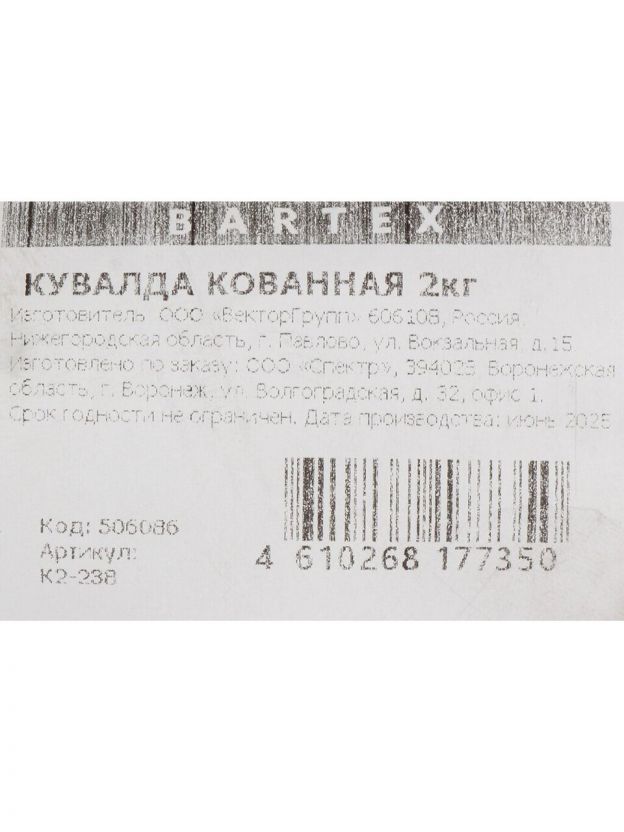 BARTEX
КУВАЛДА КОВАННАЯ 2кг
Изготовитель: ООО «ВекторГрупп» 606108, Россия,
Нижегородская область, г. Павлово, ул. Вокзальная, д.15
Изготовлено по заказу: ООО «Спектр», Воронежская
область, г. Воронеж, ул. Волгоградская, д. 32, офис 1.
Срок годности не ограничен. Дата производства: июнь 2025
Код: 506086
Артикул:
К2-238
4 610268 177350